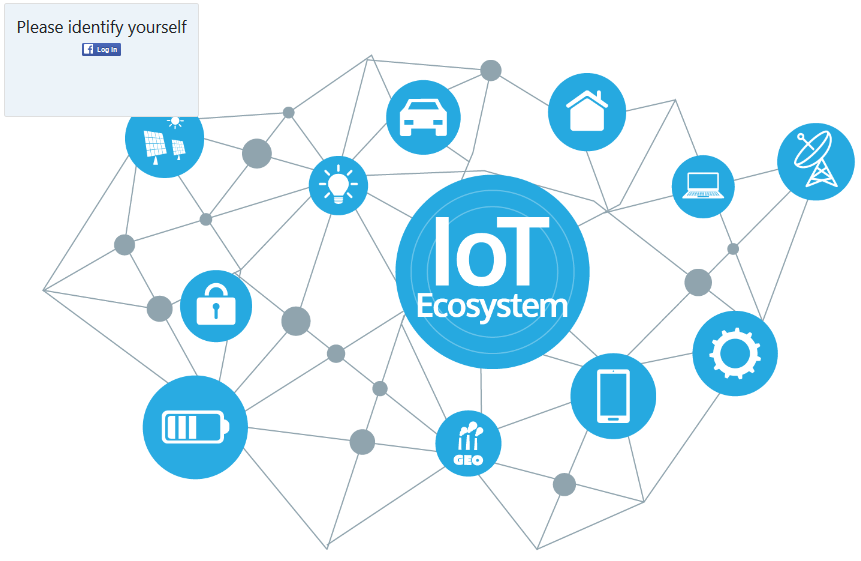 Please identify yourself
Log In
IoT
Ecosystem
GEO